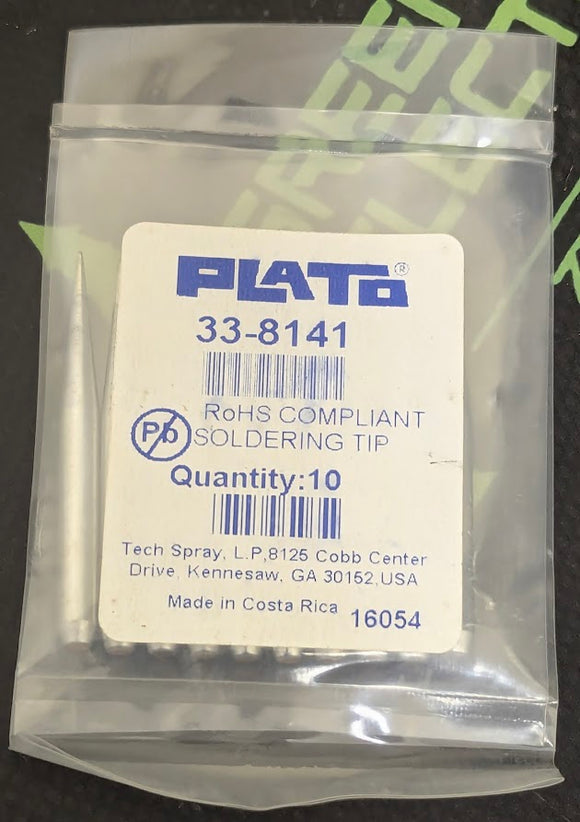 PLATO®
33-8141
Pb
RoHS COMPLIANT
SOLDERING TIP
Quantity:10
Tech Spray, L.P,8125 Cobb Center
Drive, Kennesaw, GA 30152,USA
Made in Costa Rica 16054